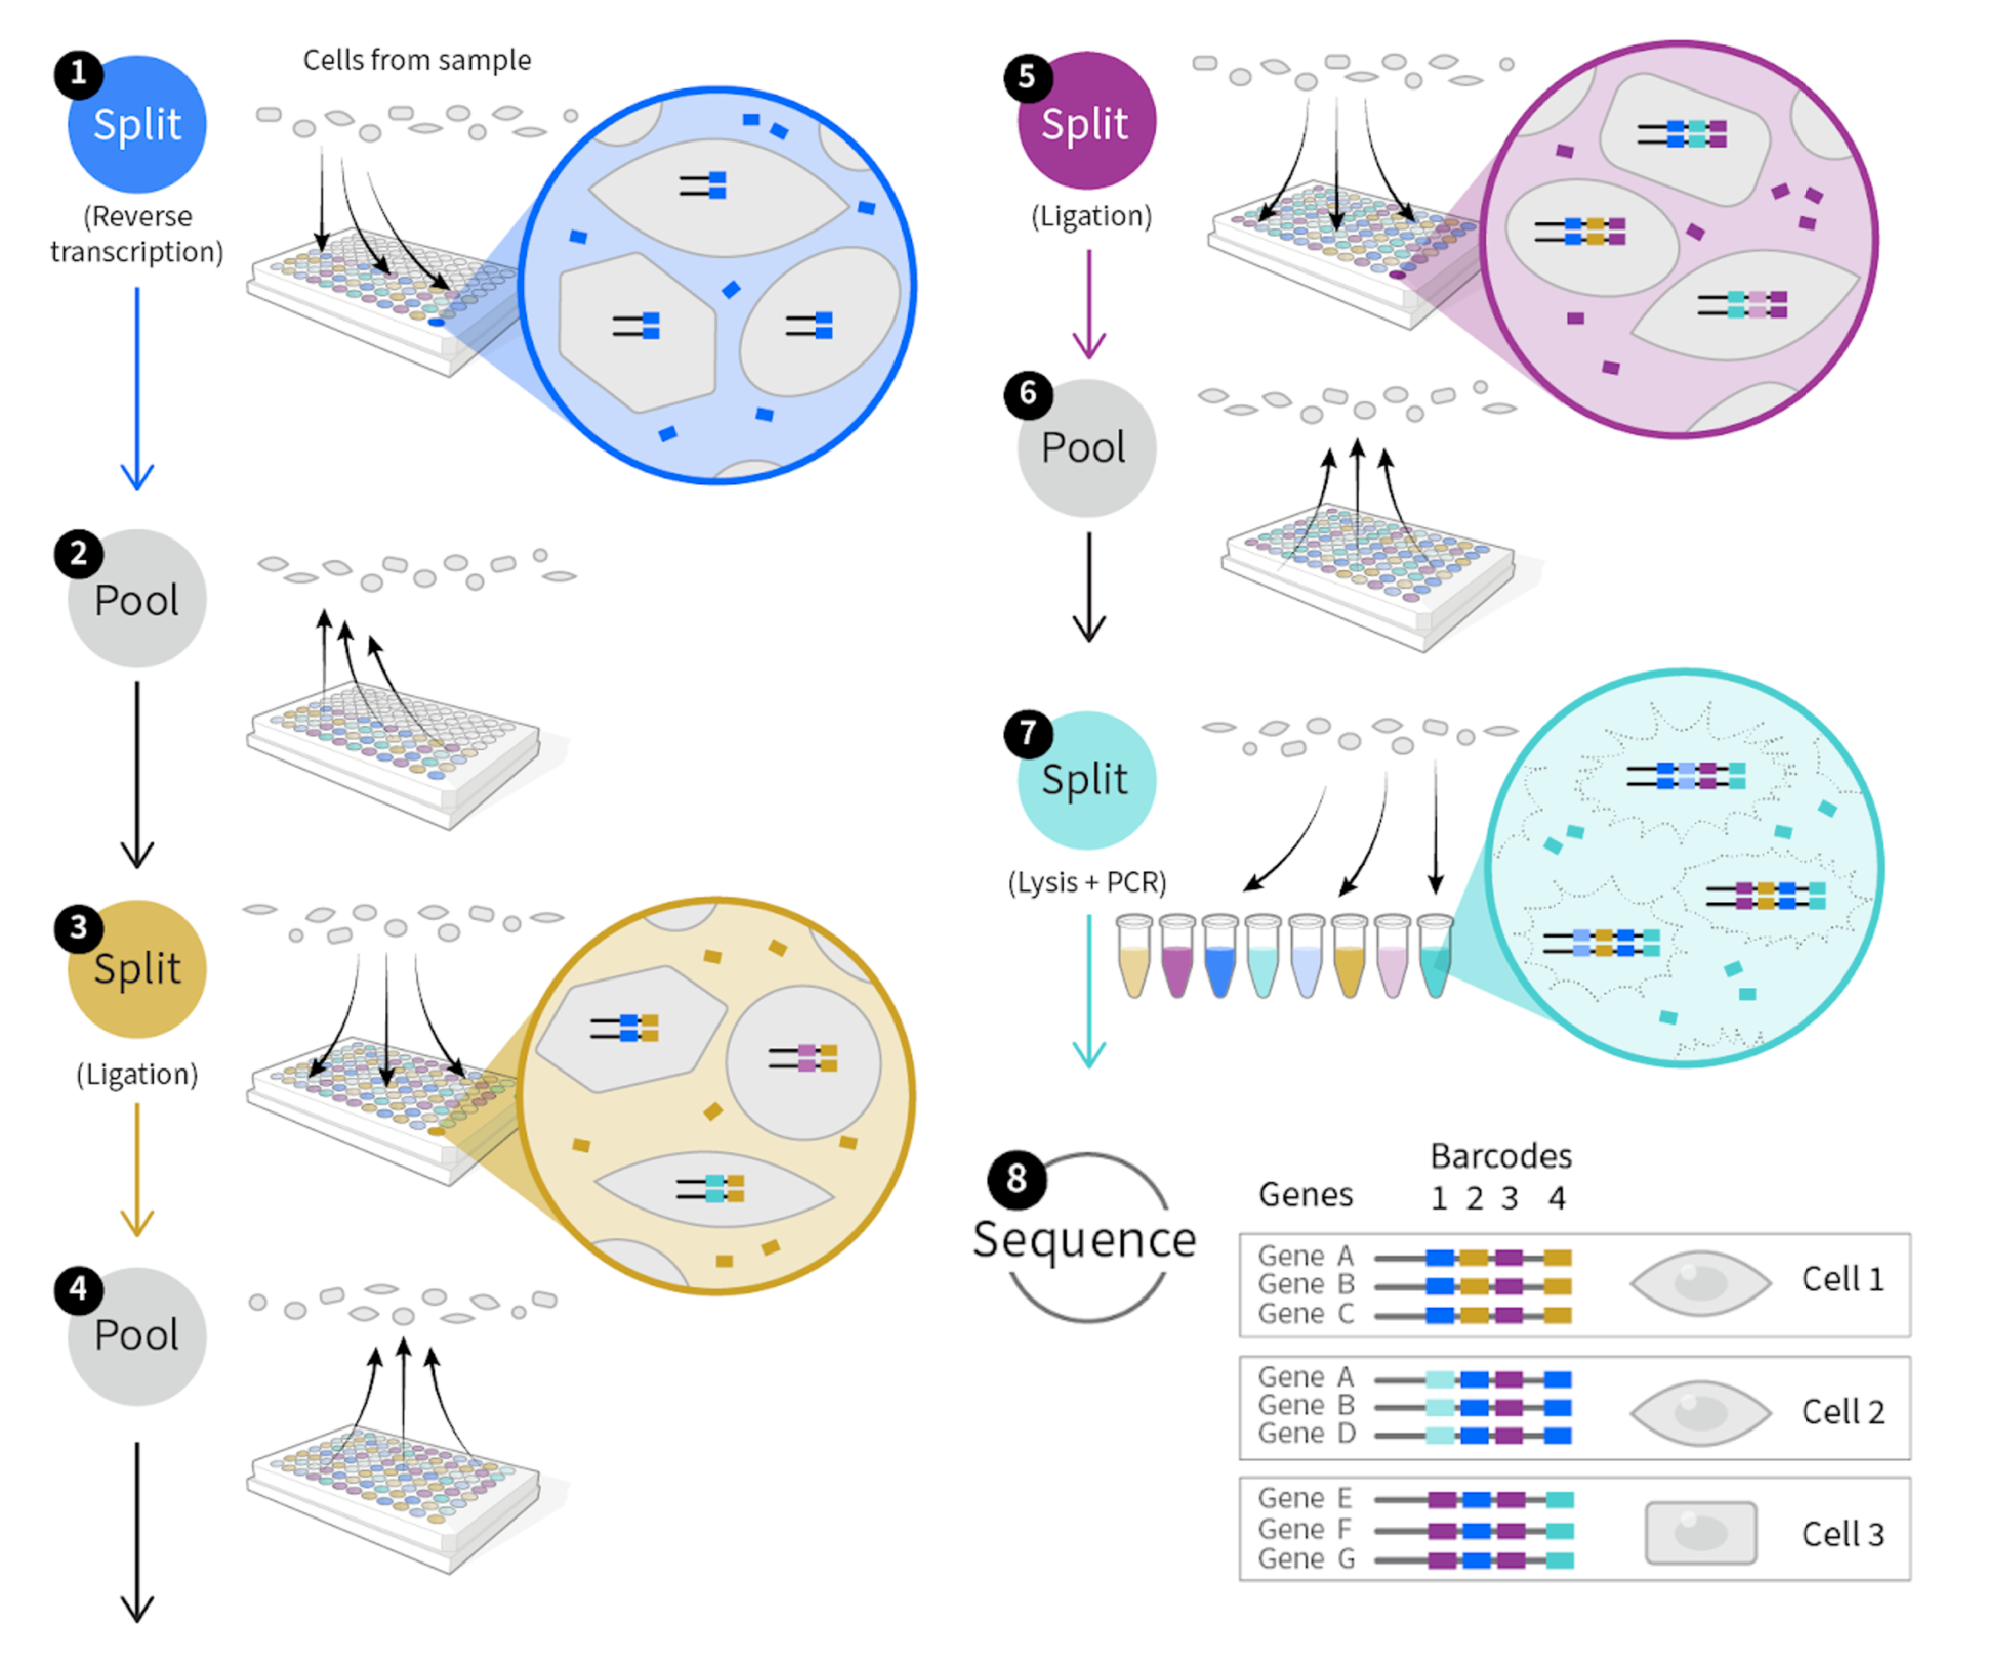 1
Split
(Reverse
transcription)
Cells from sample
2
Pool
3
Split
(Ligation)
4
Pool
5
Split
(Ligation)
6
Pool
7
Split
(Lysis + PCR)
8
Sequence
Barcodes
Genes 1 2 3 4
Gene A
Gene B
Gene C
Cell 1
Gene A
Gene B
Gene D
Cell 2
Gene E
Gene F
Gene G
Cell 3